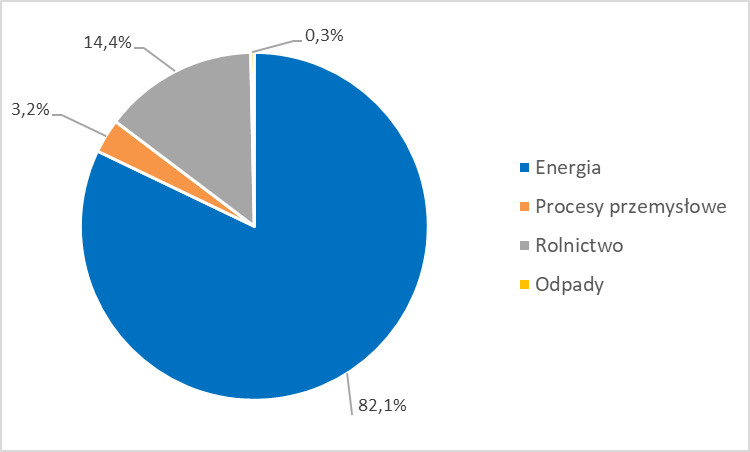 0,3%
14,4%
3,2%
82,1%
Energia
Procesy przemysłowe
Rolnictwo
Odpady